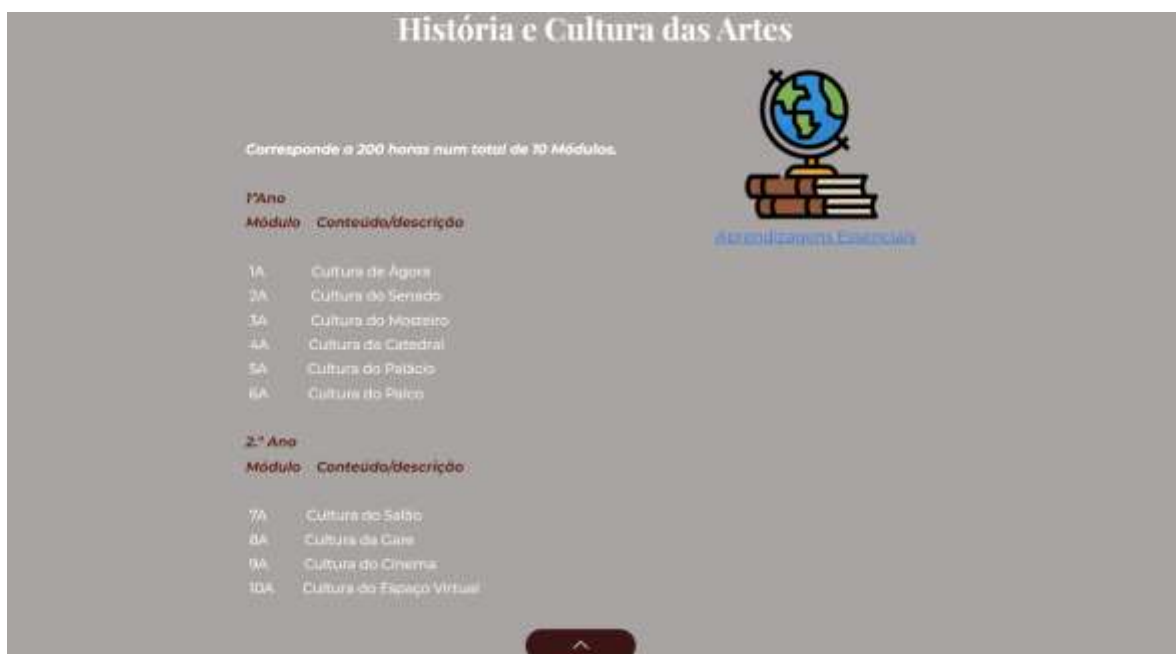 História e Cultura das Artes
Corresponde a 200 horas num total de 10 Módulos.
1ºAno
Módulo Conteúdo/descrição
1A Cultura de Ágora
2A Cultura do Senado
3A Cultura do Mosteiro
4A Cultura da Catedral
5A Cultura do Palácio
6A Cultura do Palco
2.º Ano
Módulo Conteúdo/descrição
7A Cultura do Salão
8A Cultura da Gare
9A Cultura do Cinema
10A Cultura do Espaço Virtual
Aprendizagens Essenciais